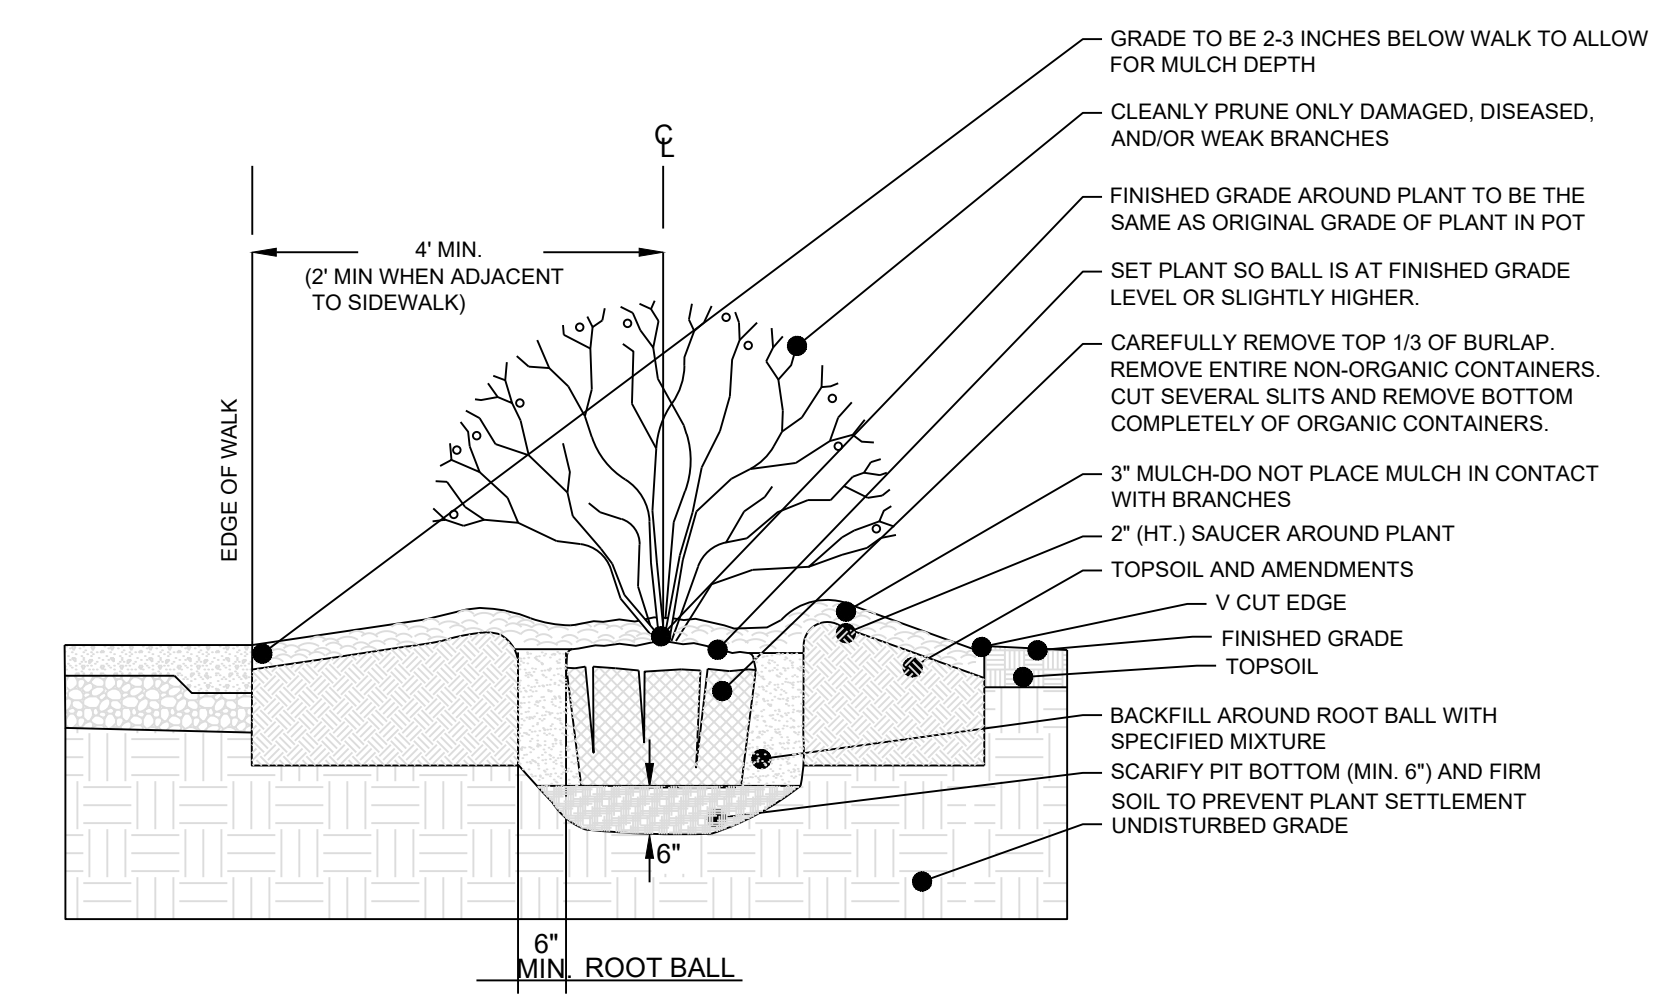 GRADE TO BE 2-3 INCHES BELOW WALK TO ALLOW
FOR MULCH DEPTH
CLEANLY PRUNE ONLY DAMAGED, DISEASED,
AND/OR WEAK BRANCHES
FINISHED GRADE AROUND PLANT TO BE THE
SAME AS ORIGINAL GRADE OF PLANT IN POT
SET PLANT SO BALL IS AT FINISHED GRADE
LEVEL OR SLIGHTLY HIGHER.
CAREFULLY REMOVE TOP 1/3 OF BURLAP.
REMOVE ENTIRE NON-ORGANIC CONTAINERS.
CUT SEVERAL SLITS AND REMOVE BOTTOM
COMPLETELY OF ORGANIC CONTAINERS.
3" MULCH-DO NOT PLACE MULCH IN CONTACT
WITH BRANCHES
2" (HT.) SAUCER AROUND PLANT
TOPSOIL AND AMENDMENTS
V CUT EDGE
FINISHED GRADE
TOPSOIL
BACKFILL AROUND ROOT BALL WITH
SPECIFIED MIXTURE
SCARIFY PIT BOTTOM (MIN. 6") AND FIRM
SOIL TO PREVENT PLANT SETTLEMENT
UNDISTURBED GRADE
CL
4' MIN.
(2' MIN WHEN ADJACENT
TO SIDEWALK)
EDGE OF WALK
6"
6"
MIN. ROOT BALL